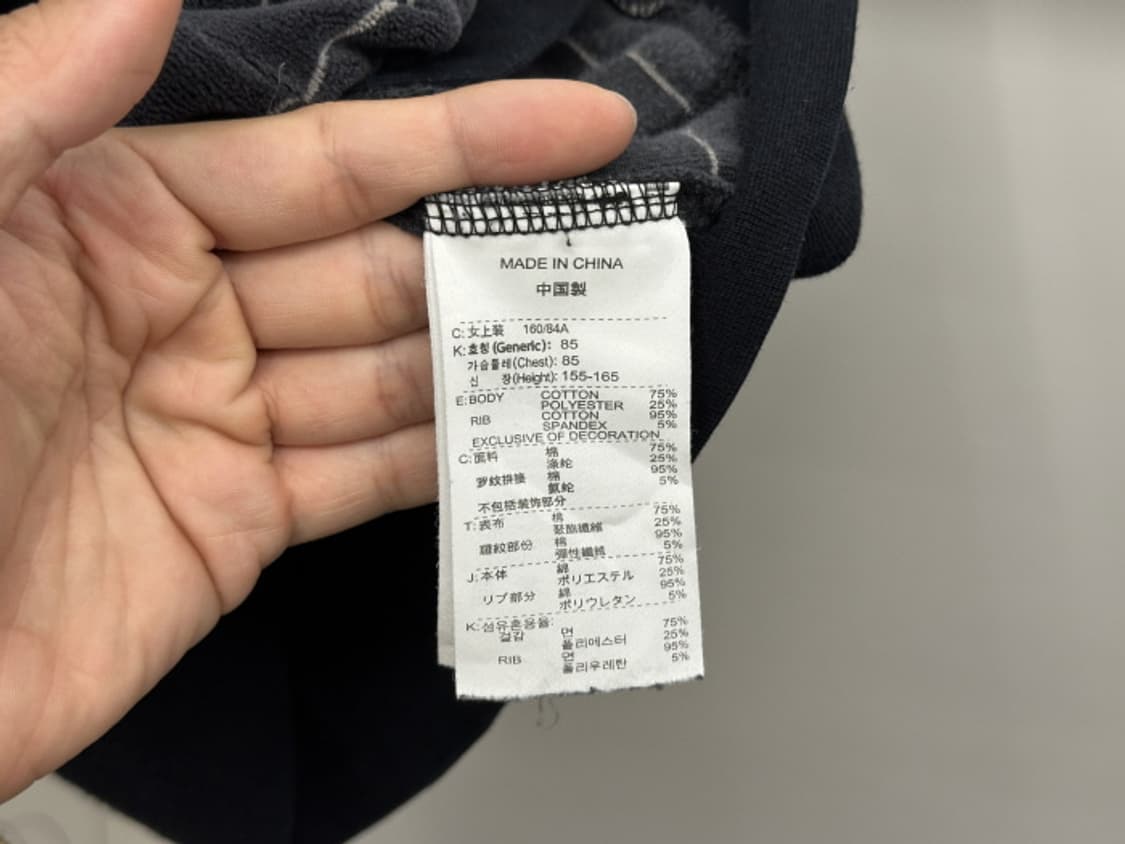 MADE IN CHINA
中国製
C: 女上装 160/84A
K: 호칭 (Generic): 85
가슴둘레(Chest): 85
신 장(Height): 155-165
E: BODY COTTON 75%
POLYESTER 25%
RIB COTTON 95%
SPANDEX 5%
EXCLUSIVE OF DECORATION
C: 面料 棉 75%
涤纶 25%
罗纹拼接 棉 95%
氨纶 5%
不包括装饰部分
T: 表布 棉 75%
聚酯纖維 25%
羅紋部份 棉 95%
彈性纖維 5%
J: 本体 綿 75%
ポリエステル 25%
リブ部分 綿 95%
ポリウレタン 5%
K: 섬유혼용율:
겉감 면 75%
폴리에스터 25%
RIB 면 95%
폴리우레탄 5%